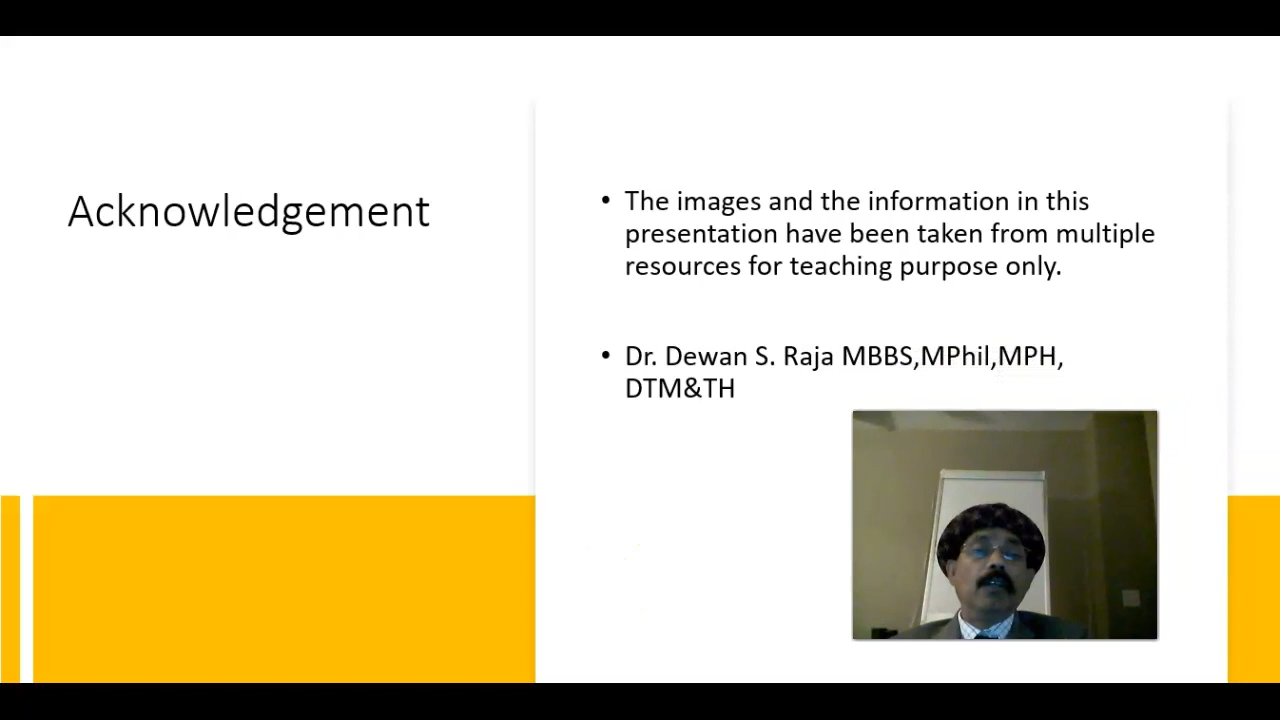 Acknowledgement
• The images and the information in this
presentation have been taken from multiple
resources for teaching purpose only.
• Dr. Dewan S. Raja MBBS,MPhil,MPH,
DTM&TH